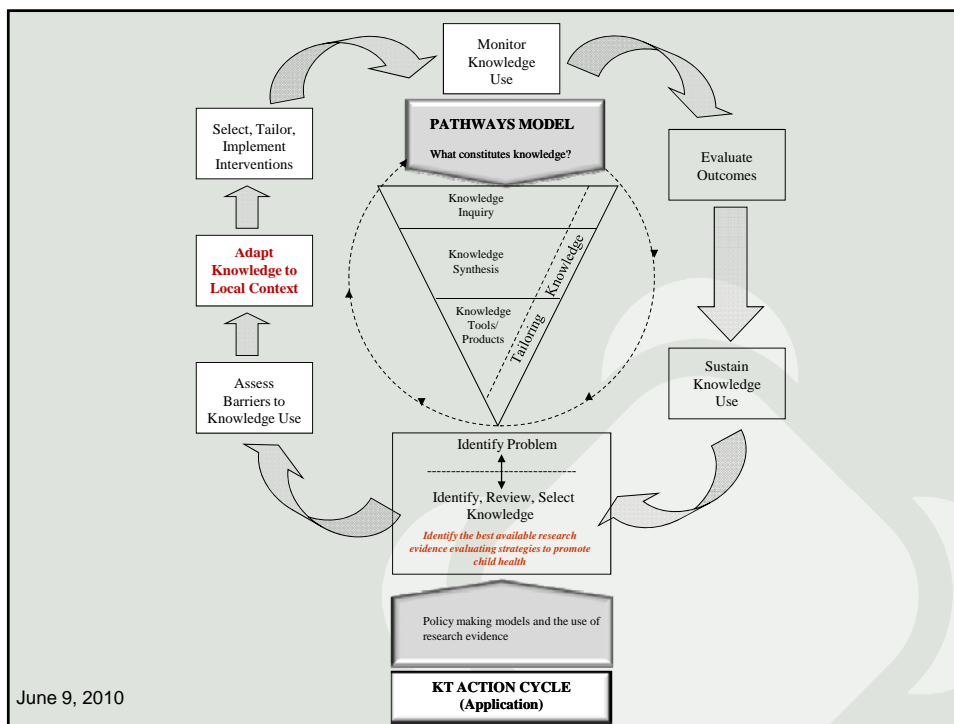 Monitor
Knowledge
Use
Select, Tailor,
Implement
Interventions
PATHWAYS MODEL
What constitutes knowledge?
Evaluate
Outcomes
Knowledge
Inquiry
Adapt
Knowledge to
Local Context
Knowledge
Synthesis
Knowledge
Tools/
Products
Tailoring Knowledge
Assess
Barriers to
Knowledge Use
Sustain
Knowledge
Use
Identify Problem
Identify, Review, Select
Knowledge
Identify the best available research
evidence evaluating strategies to promote
child health
Policy making models and the use of
research evidence
KT ACTION CYCLE
(Application)
June 9, 2010